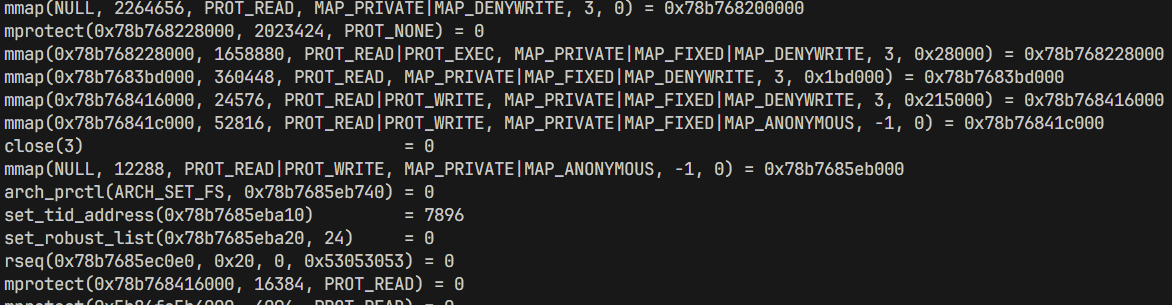 mmap(NULL, 2264656, PROT_READ, MAP_PRIVATE|MAP_DENYWRITE, 3, 0) = 0x78b768200000
mprotect(0x78b768228000, 2023424, PROT_NONE) = 0
mmap(0x78b768228000, 1658880, PROT_READ|PROT_EXEC, MAP_PRIVATE|MAP_FIXED|MAP_DENYWRITE, 3, 0x28000) = 0x78b768228000
mmap(0x78b7683bd000, 360448, PROT_READ, MAP_PRIVATE|MAP_FIXED|MAP_DENYWRITE, 3, 0x1bd000) = 0x78b7683bd000
mmap(0x78b768416000, 24576, PROT_READ|PROT_WRITE, MAP_PRIVATE|MAP_FIXED|MAP_DENYWRITE, 3, 0x215000) = 0x78b768416000
mmap(0x78b76841c000, 52816, PROT_READ|PROT_WRITE, MAP_PRIVATE|MAP_FIXED|MAP_ANONYMOUS, -1, 0) = 0x78b76841c000
close(3) = 0
mmap(NULL, 12288, PROT_READ|PROT_WRITE, MAP_PRIVATE|MAP_ANONYMOUS, -1, 0) = 0x78b7685eb000
arch_prctl(ARCH_SET_FS, 0x78b7685eb740) = 0
set_tid_address(0x78b7685eba10) = 7896
set_robust_list(0x78b7685eba20, 24) = 0
rseq(0x78b7685ec0e0, 0x20, 0, 0x53053053) = 0
mprotect(0x78b768416000, 16384, PROT_READ) = 0
PROT_READ) = 0